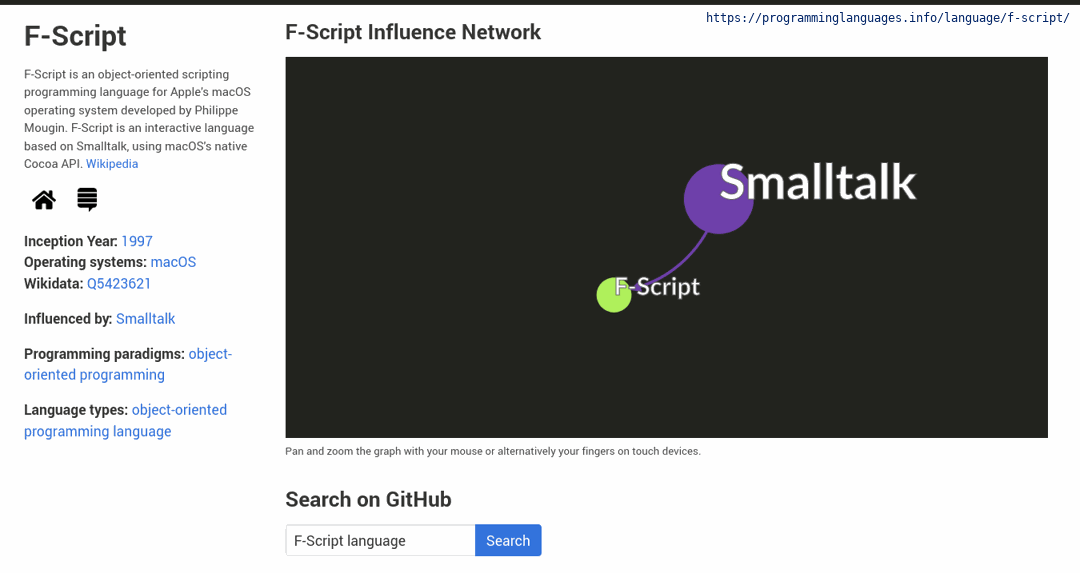 https://programminglanguages.info/language/f-script/
F-Script
F-Script is an object-oriented scripting
programming language for Apple's macOS
operating system developed by Philippe
Mougin. F-Script is an interactive language
based on Smalltalk, using macOS's native
Cocoa API. Wikipedia
Inception Year: 1997
Operating systems: macOS
Wikidata: Q5423621
Influenced by: Smalltalk
Programming paradigms: object-
oriented programming
Language types: object-oriented
programming language
F-Script Influence Network
Smalltalk
F-Script
Pan and zoom the graph with your mouse or alternatively your fingers on touch devices.
Search on GitHub
F-Script language
Search